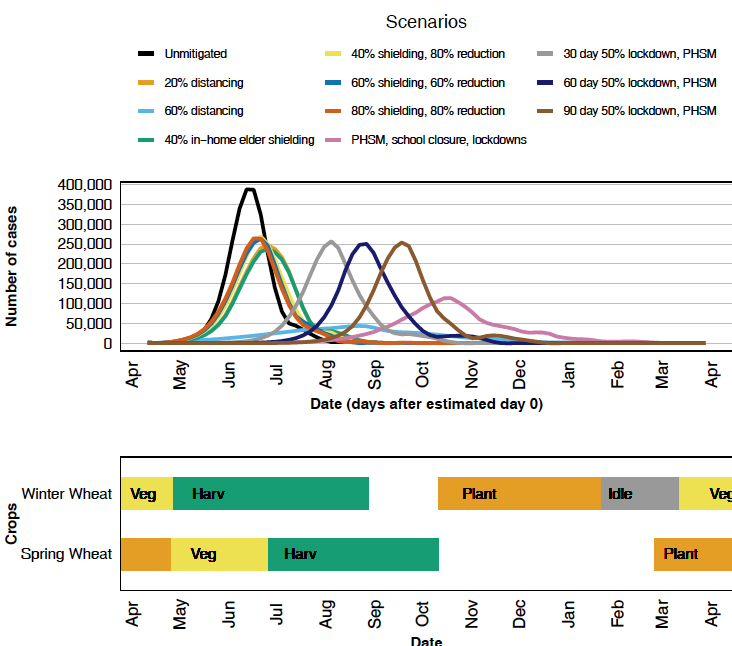 Scenarios
Unmitigated
40% shielding, 80% reduction
30 day 50% lockdown, PHSM
20% distancing
60% shielding, 60% reduction
60 day 50% lockdown, PHSM
60% distancing
80% shielding, 80% reduction
90 day 50% lockdown, PHSM
40% in−home elder shielding
PHSM, school closure, lockdowns
Number of cases
400,000
350,000
300,000
250,000
200,000
150,000
100,000
50,000
0
Apr May Jun Jul Aug Sep Oct Nov Dec Jan Feb Mar Apr
Date (days after estimated day 0)
Crops
Winter Wheat
Veg Harv Plant Idle Veg
Spring Wheat
Veg Harv Plant
Apr May Jun Jul Aug Sep Oct Nov Dec Jan Feb Mar Apr
Date